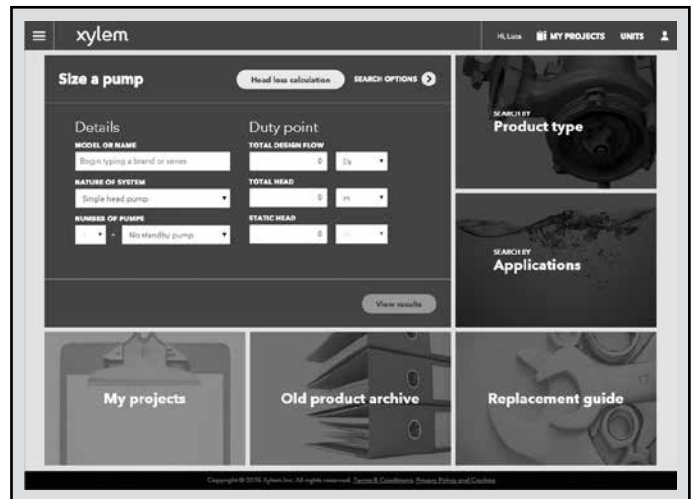 xylem
Hi, Luca MY PROJECTS UNITS
Size a pump
Head loss calculation
SEARCH OPTIONS
Details
MODEL OR NAME
Begin typing a brand or series
NATURE OF SYSTEM
Single head pump
NUMBER OF PUMPS
1 + No standby pump
Duty point
TOTAL DESIGN FLOW
0 l/s
TOTAL HEAD
0 m
STATIC HEAD
0 m
View results
SEARCH BY
Product type
SEARCH BY
Applications
My projects
Old product archive
Replacement guide
17
Copyright © 2016 Xylem Inc. All rights reserved. Terms & Conditions, Privacy Policy and Cookies